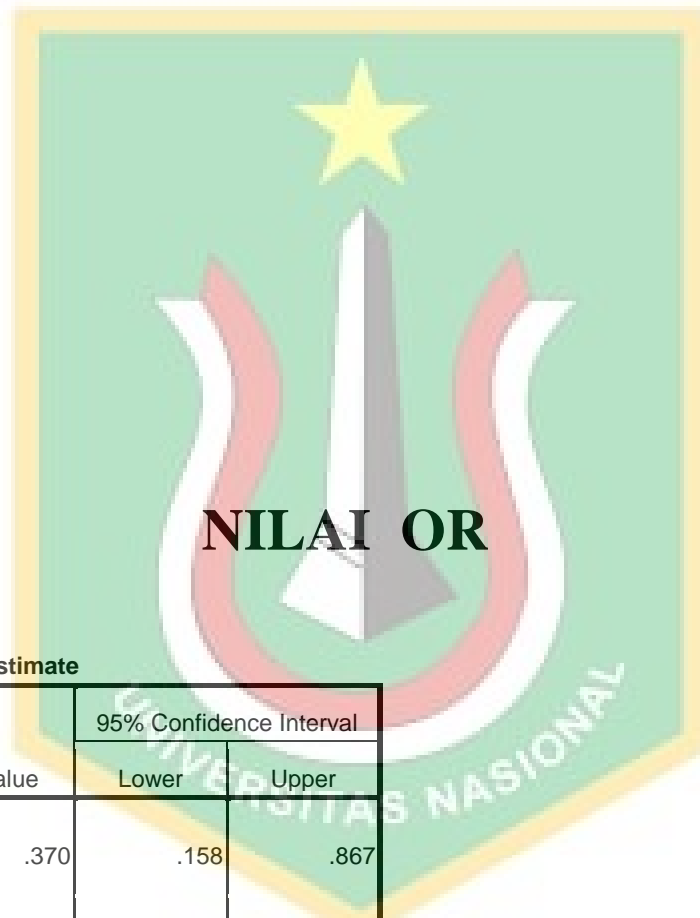 NILAI OR
stimate
95% Confidence Interval
alue Lower Upper
.370 .158 .867
UNIVERSITAS NASIONAL